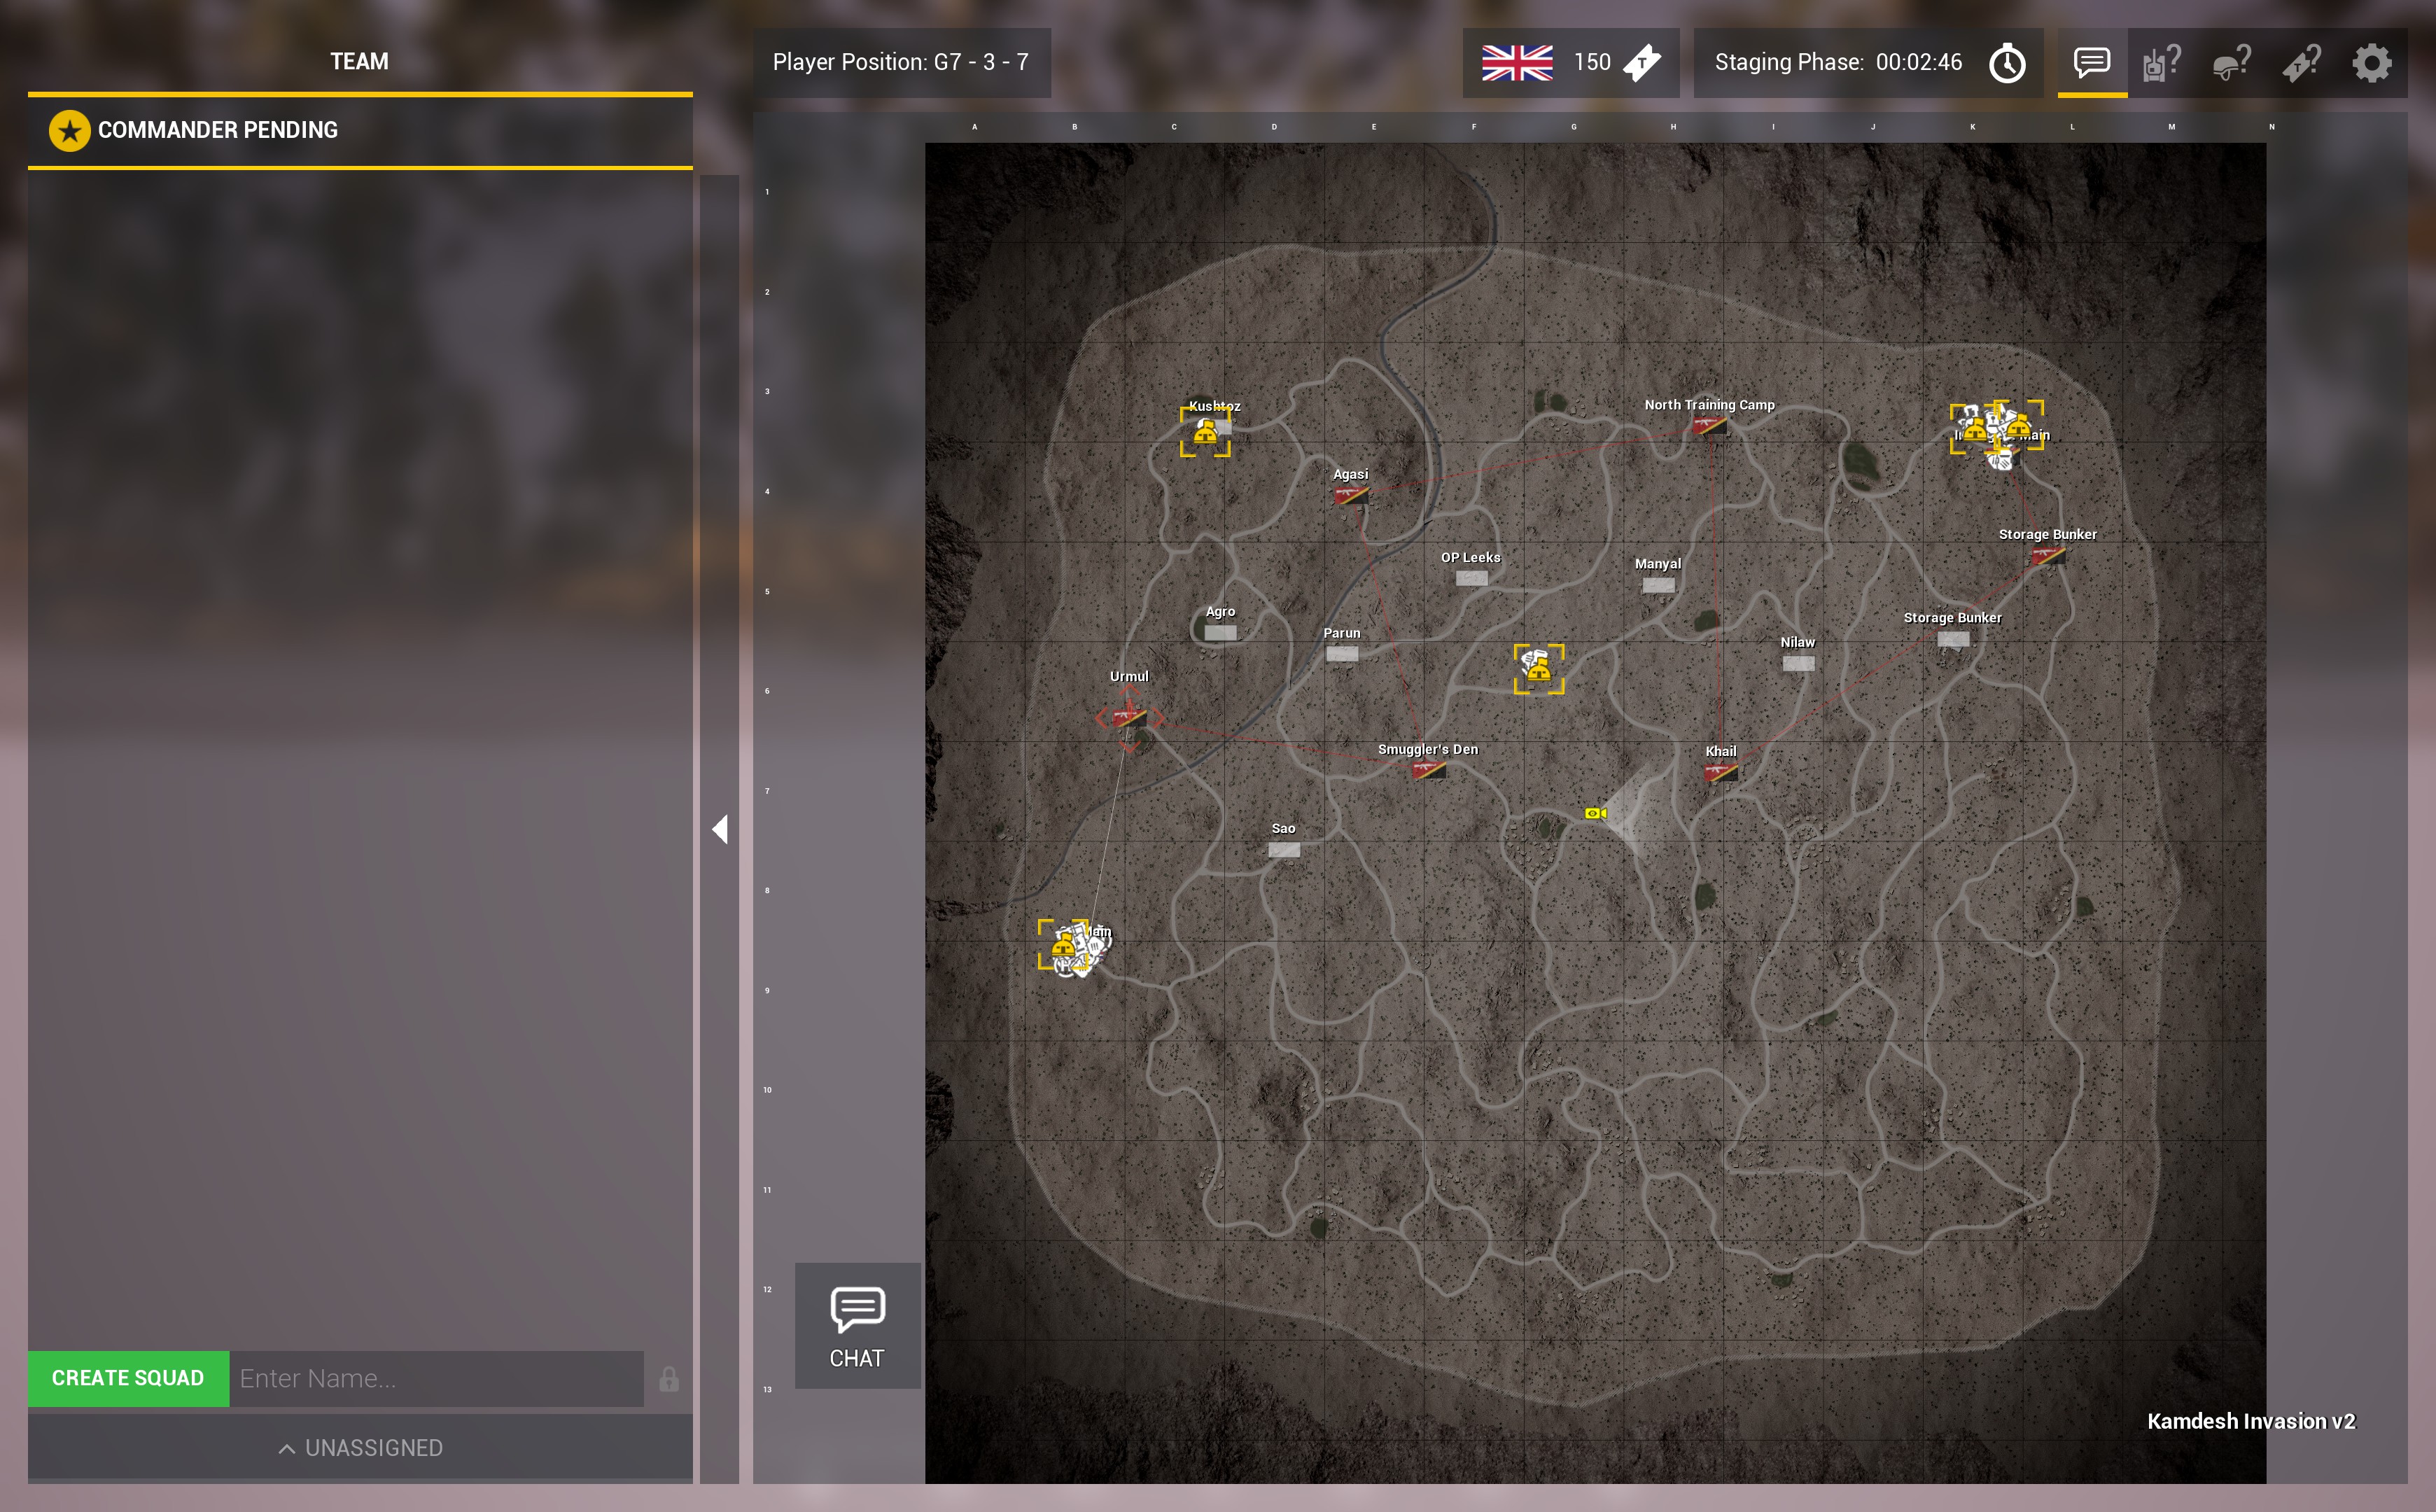 TEAM
Player Position: G7 - 3 - 7
150
T
Staging Phase: 00:02:46
?
?
T?
COMMANDER PENDING
A B C D E F G H I J K L M N
1
2
3
4
5
6
7
8
9
10
11
12
13
Kushtoz
North Training Camp
Main
Agasi
Storage Bunker
OP Leeks
Manyal
Agro
Storage Bunker
Parun
Nilaw
Urmul
Smuggler's Den
Khail
Sao
Main
CHAT
CREATE SQUAD
Enter Name...
Kamdesh Invasion v2
UNASSIGNED